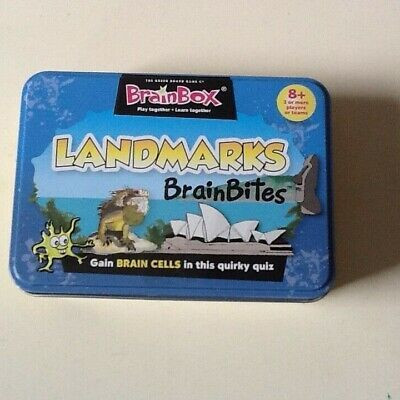 THE GREEN BOARD GAME Co
BrainBox®
Play together • Learn together
8+
2 or more
players
or teams
LANDMARKS
BrainBites™
Gain BRAIN CELLS in this quirky quiz